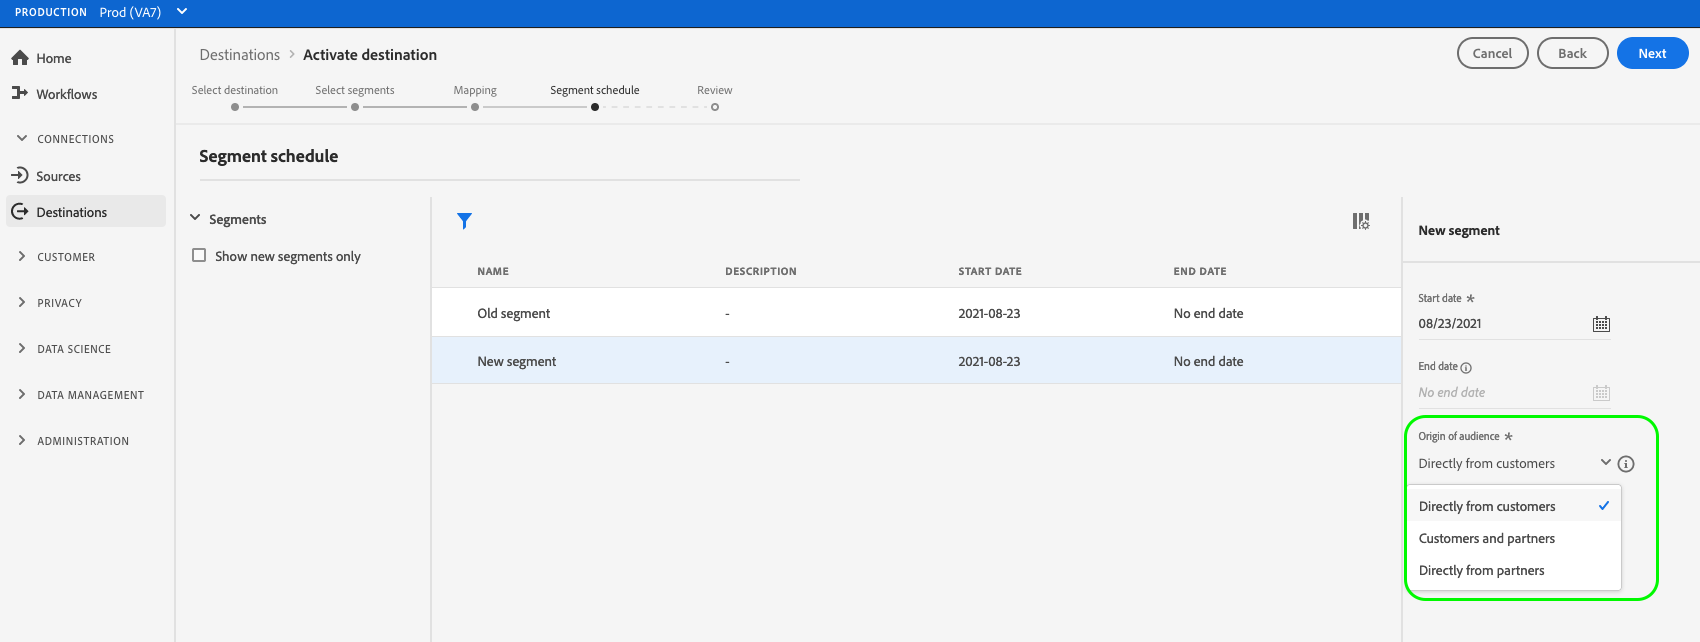 PRODUCTION Prod (VA7)
Home
Workflows
CONNECTIONS
Sources
Destinations
CUSTOMER
PRIVACY
DATA SCIENCE
DATA MANAGEMENT
ADMINISTRATION
Destinations > Activate destination
Cancel Back Next
Select destination Select segments Mapping Segment schedule Review
Segment schedule
Segments
Show new segments only
NAME DESCRIPTION START DATE END DATE
Old segment - 2021-08-23 No end date
New segment - 2021-08-23 No end date
New segment
Start date *
08/23/2021
End date
No end date
Origin of audience *
Directly from customers
Directly from customers
Customers and partners
Directly from partners